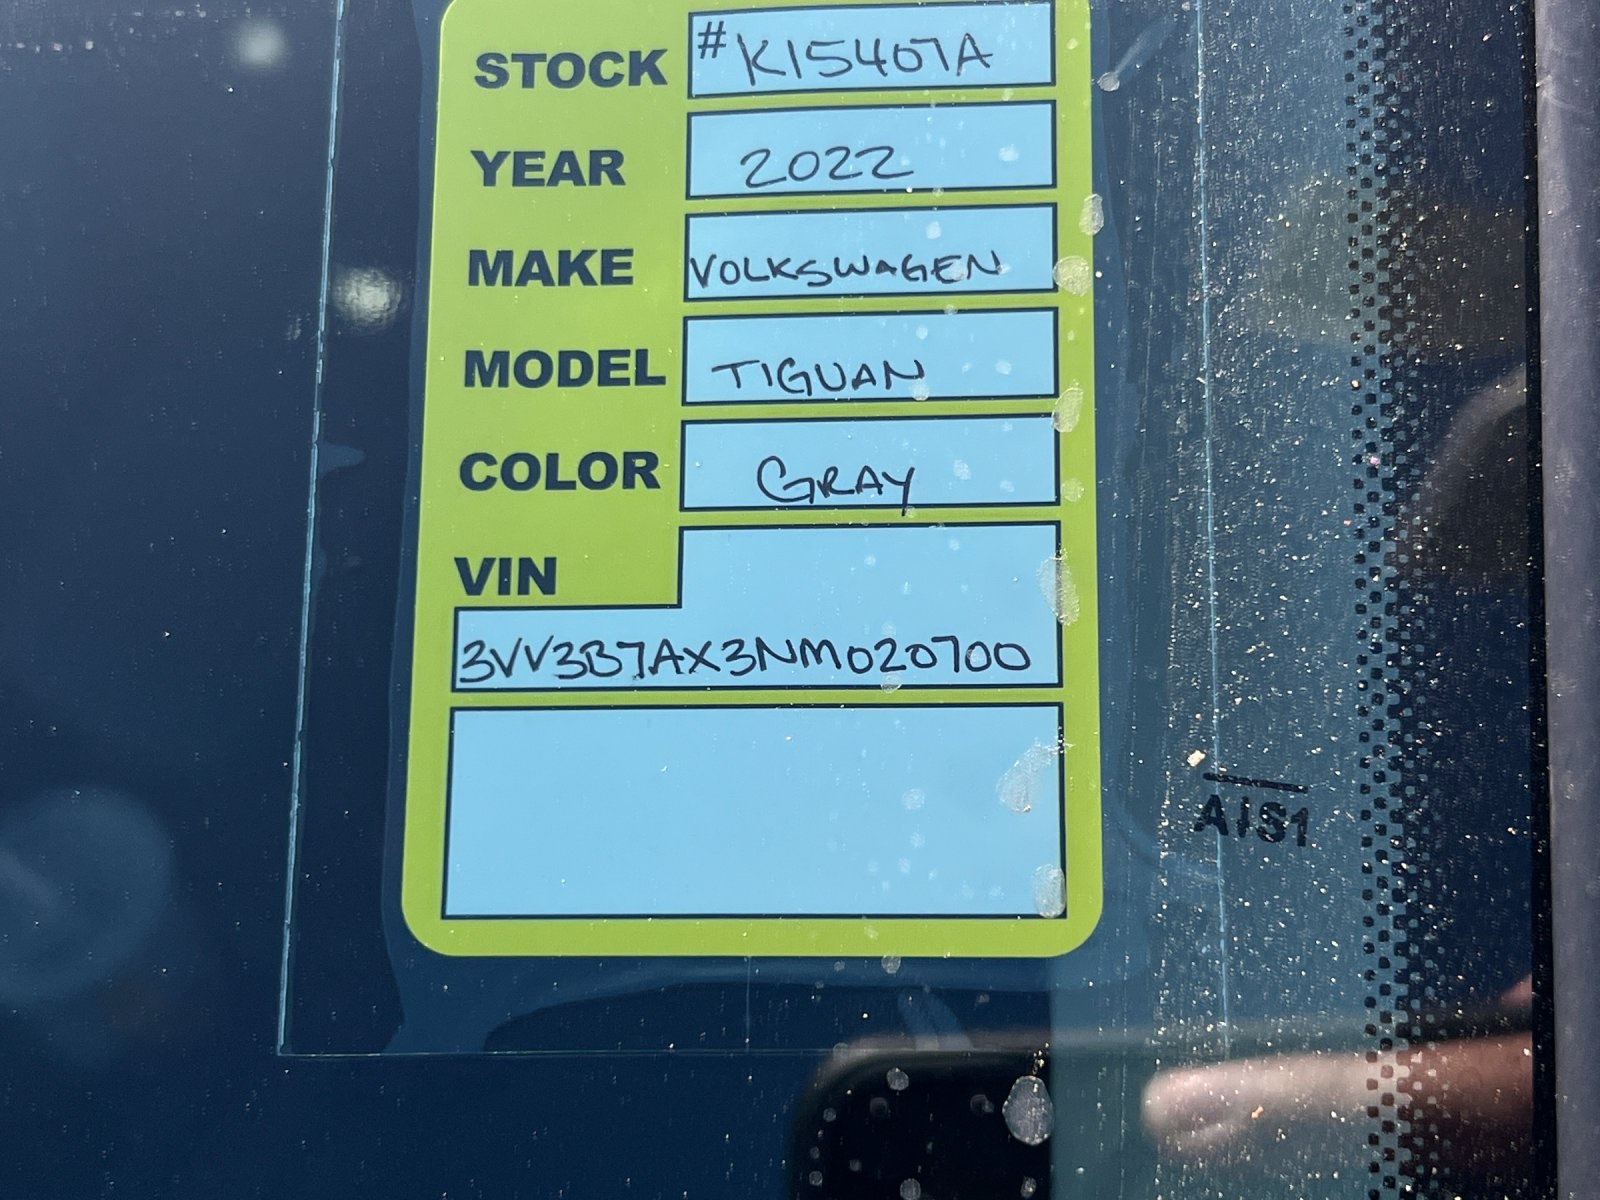 STOCK #K15407A
YEAR 2022
MAKE VOLKSWAGEN
MODEL TIGUAN
COLOR GRAY
VIN
3VV3B7AX3NM020700
AIS1